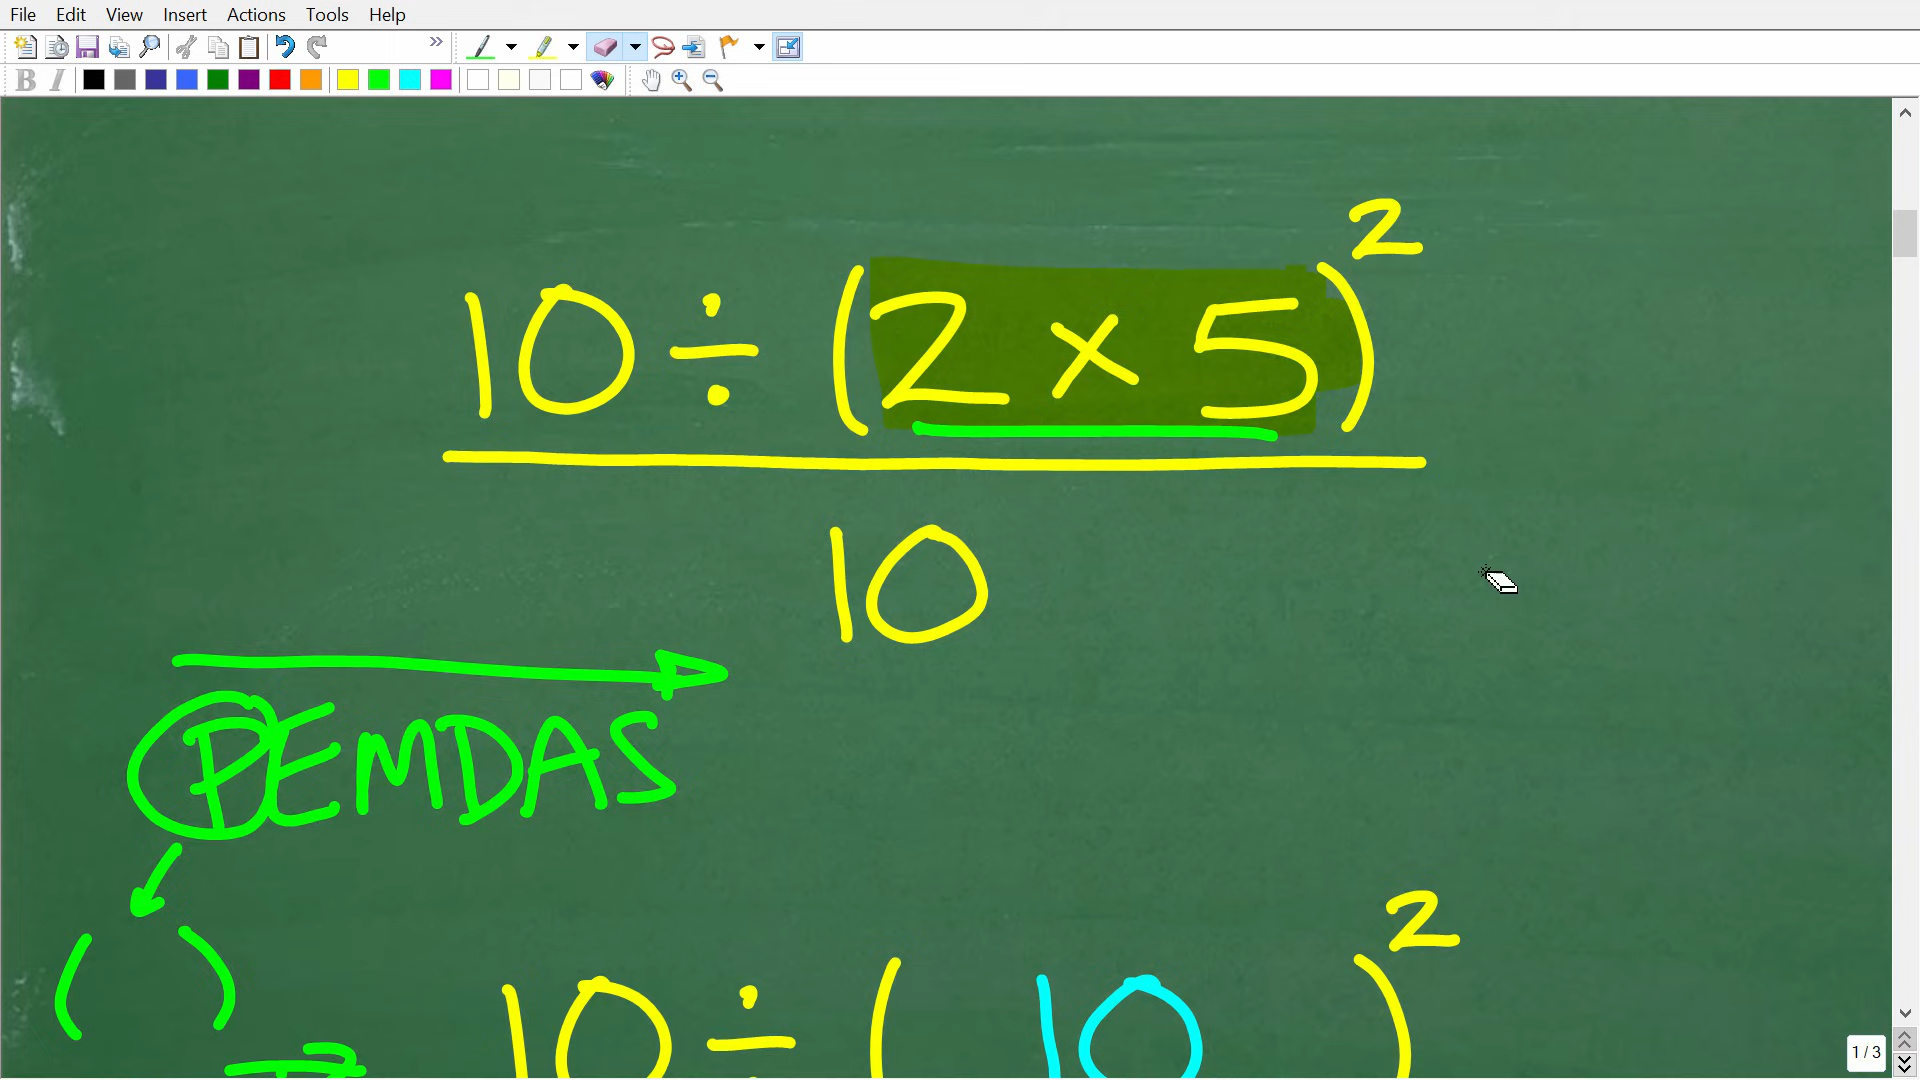 File Edit View Insert Actions Tools Help
B I
10 ÷ (2 × 5)²
10
PEMDAS
( )
10 ÷ ( 10 )²
1 / 3